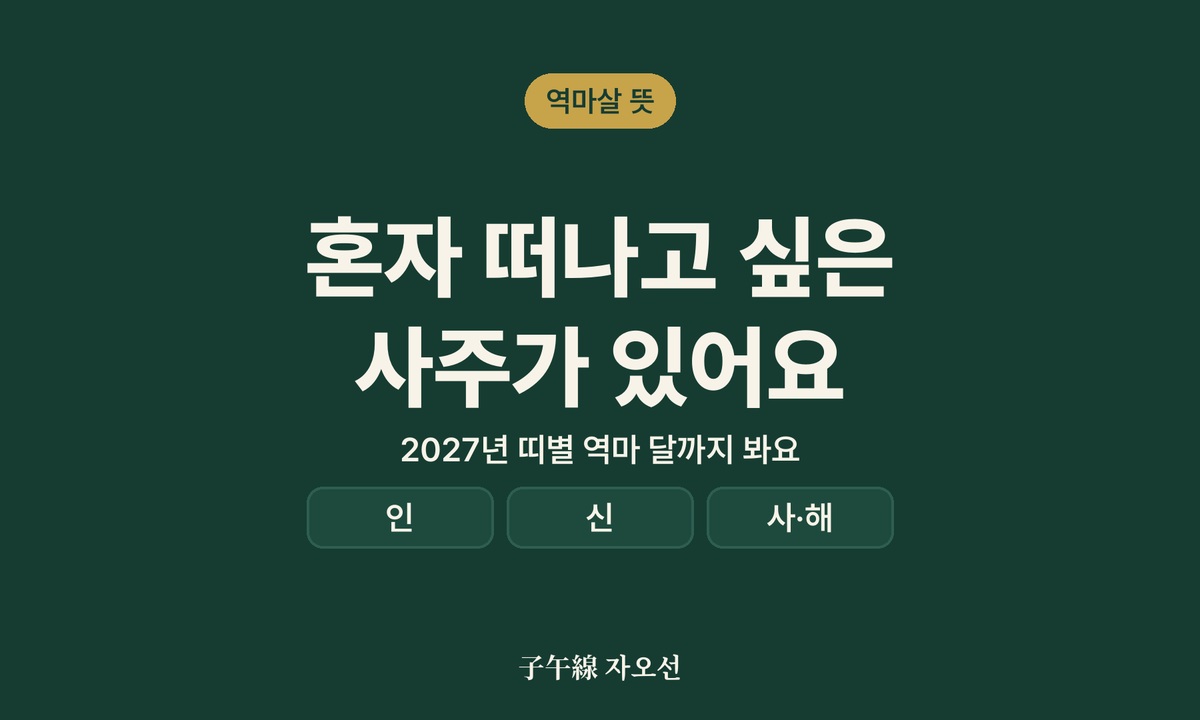 역마살 뜻
혼자 떠나고 싶은
사주가 있어요
2027년 띠별 역마 달까지 봐요
인
신
사·해
子午線 자오선